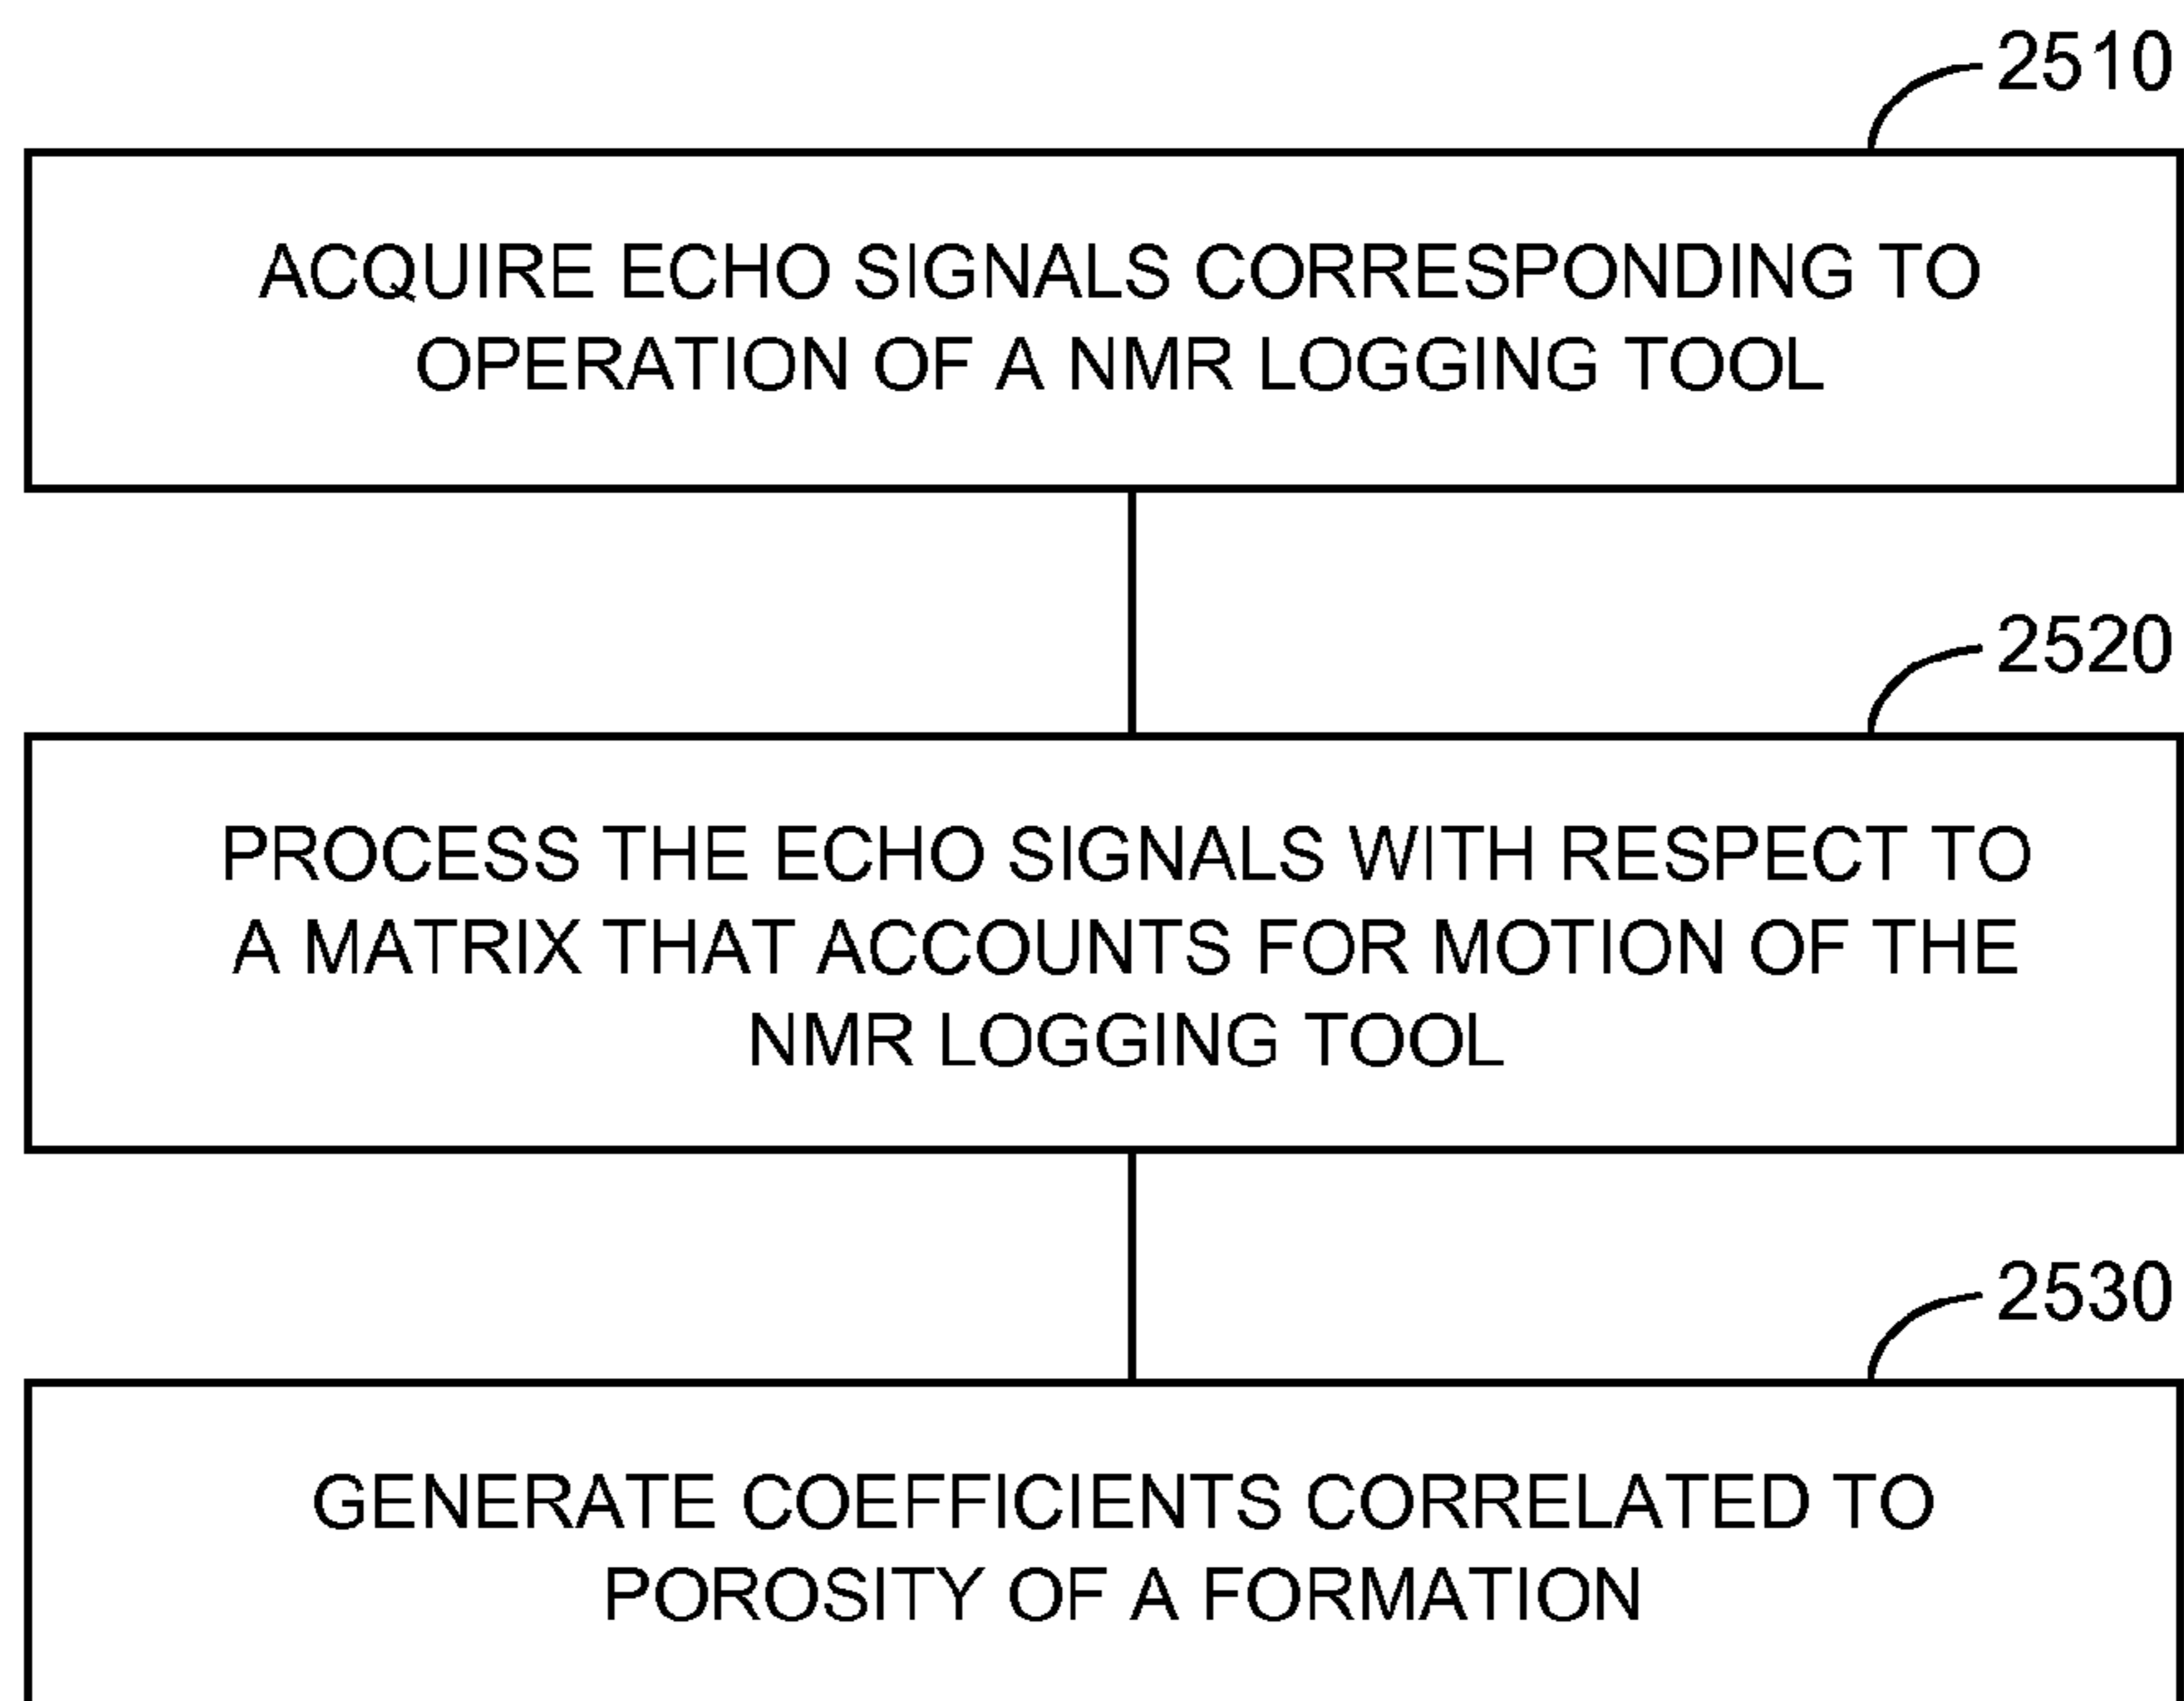 2510
ACQUIRE ECHO SIGNALS CORRESPONDING TO
OPERATION OF A NMR LOGGING TOOL
2520
PROCESS THE ECHO SIGNALS WITH RESPECT TO
A MATRIX THAT ACCOUNTS FOR MOTION OF THE
NMR LOGGING TOOL
2530
GENERATE COEFFICIENTS CORRELATED TO
POROSITY OF A FORMATION